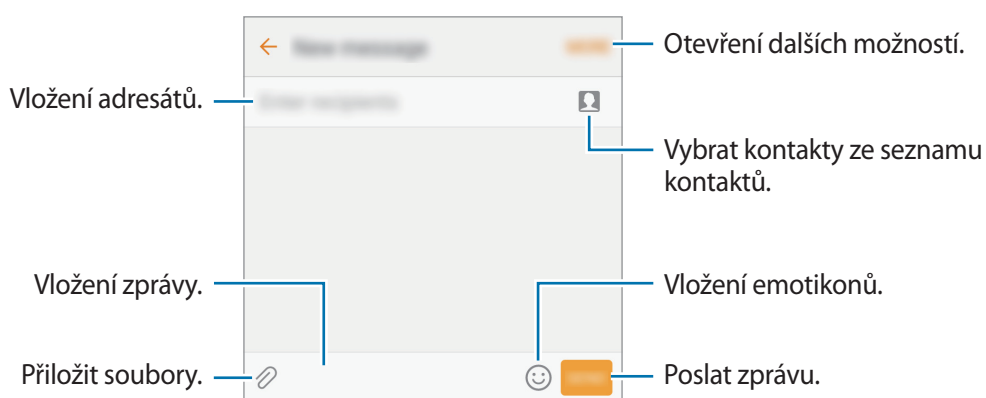 Otevření dalších možností.
Vložení adresátů.
Vybrat kontakty ze seznamu
kontaktů.
Vložení zprávy.
Vložení emotikonů.
Přiložit soubory.
Poslat zprávu.